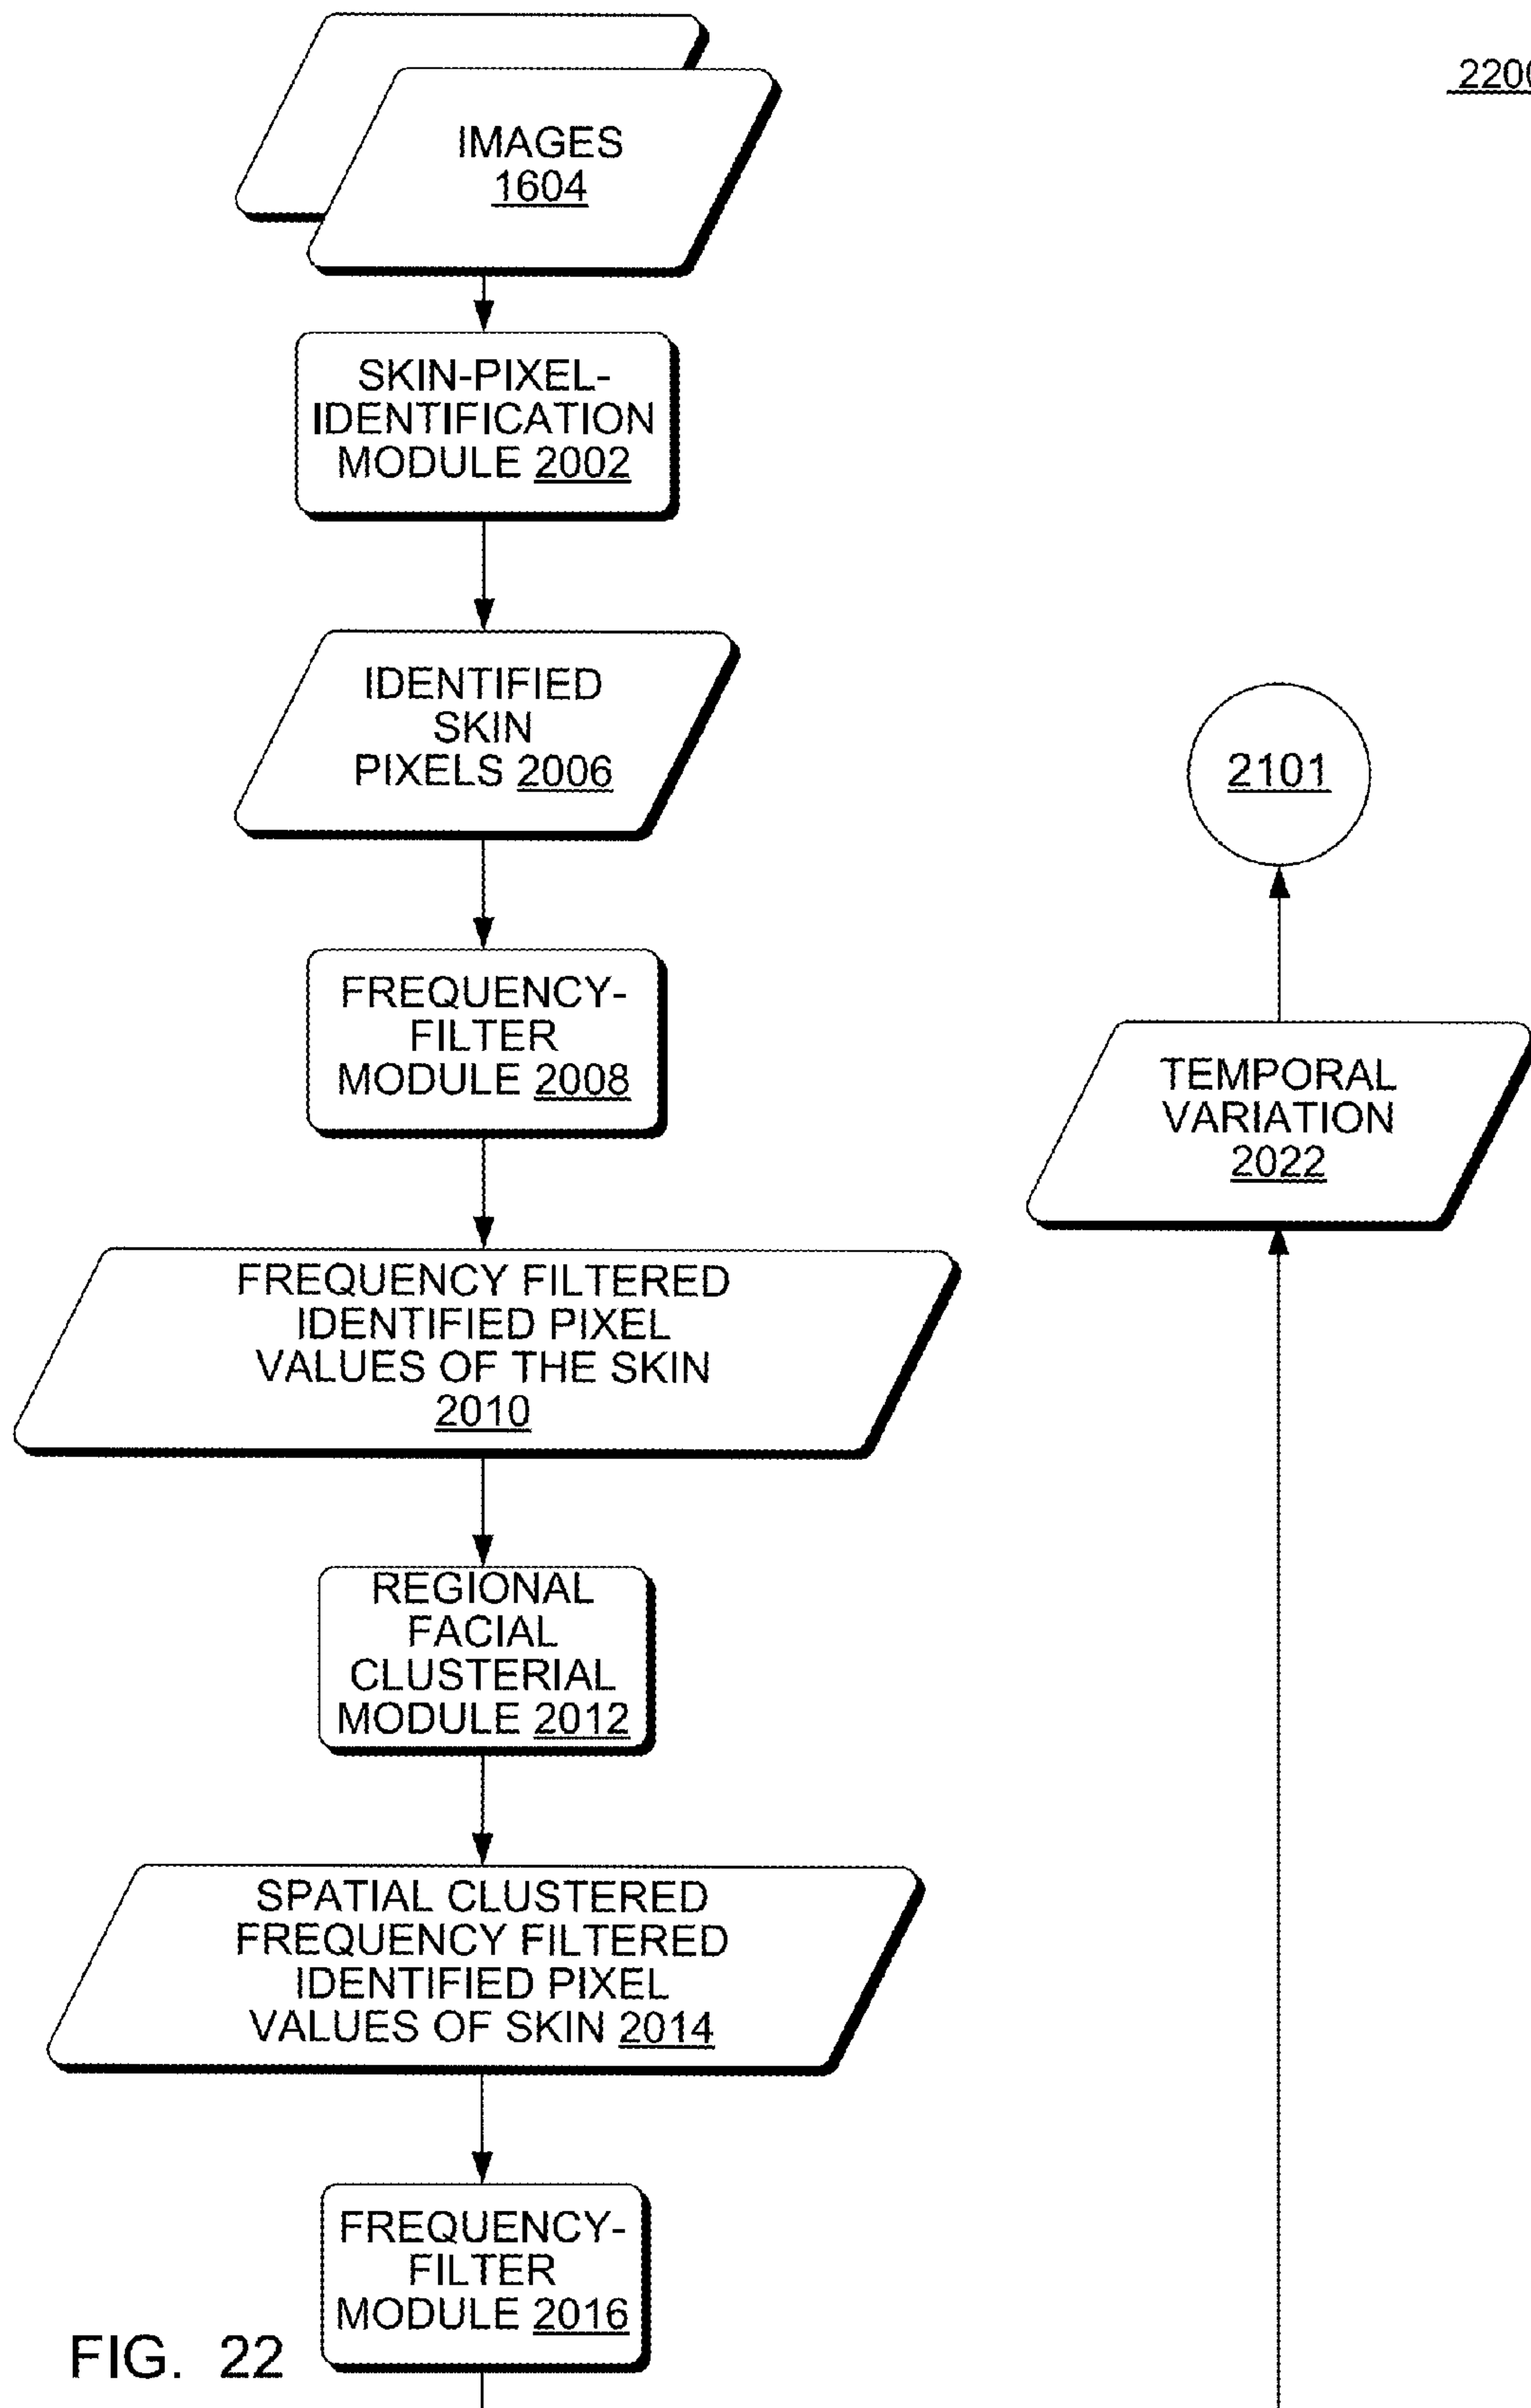 2200
IMAGES
1604
SKIN-PIXEL-
IDENTIFICATION
MODULE 2002
IDENTIFIED
SKIN
PIXELS 2006
FREQUENCY-
FILTER
MODULE 2008
FREQUENCY FILTERED
IDENTIFIED PIXEL
VALUES OF THE SKIN
2010
REGIONAL
FACIAL
CLUSTERIAL
MODULE 2012
SPATIAL CLUSTERED
FREQUENCY FILTERED
IDENTIFIED PIXEL
VALUES OF SKIN 2014
FREQUENCY-
FILTER
MODULE 2016
2101
TEMPORAL
VARIATION
2022
FIG. 22